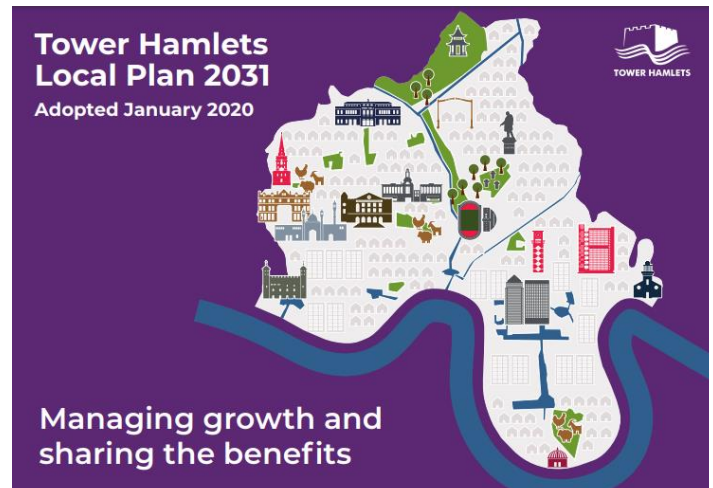 Tower Hamlets
Local Plan 2031
Adopted January 2020
TOWER HAMLETS
Managing growth and
sharing the benefits